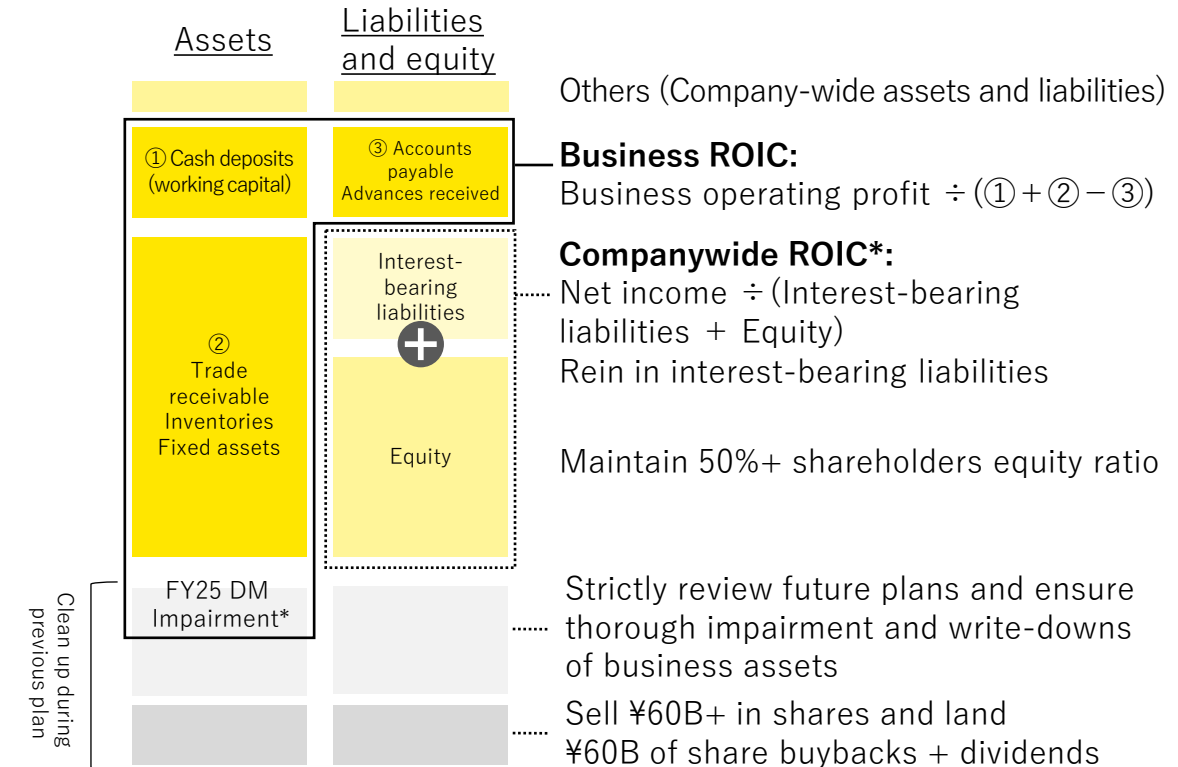 Assets
Liabilities
and equity
Others (Company-wide assets and liabilities)
① Cash deposits
(working capital)
③ Accounts
payable
Advances received
Business ROIC:
Business operating profit ÷(①+②−③)
Interest-
bearing
liabilities
Companywide ROIC*:
Net income ÷(Interest-bearing
liabilities + Equity)
Rein in interest-bearing liabilities
②
Trade
receivable
Inventories
Fixed assets
Equity
Maintain 50%+ shareholders equity ratio
FY25 DM
Impairment*
Strictly review future plans and ensure
thorough impairment and write-downs
of business assets
Clean up during
previous plan
Sell ¥60B+ in shares and land
¥60B of share buybacks + dividends